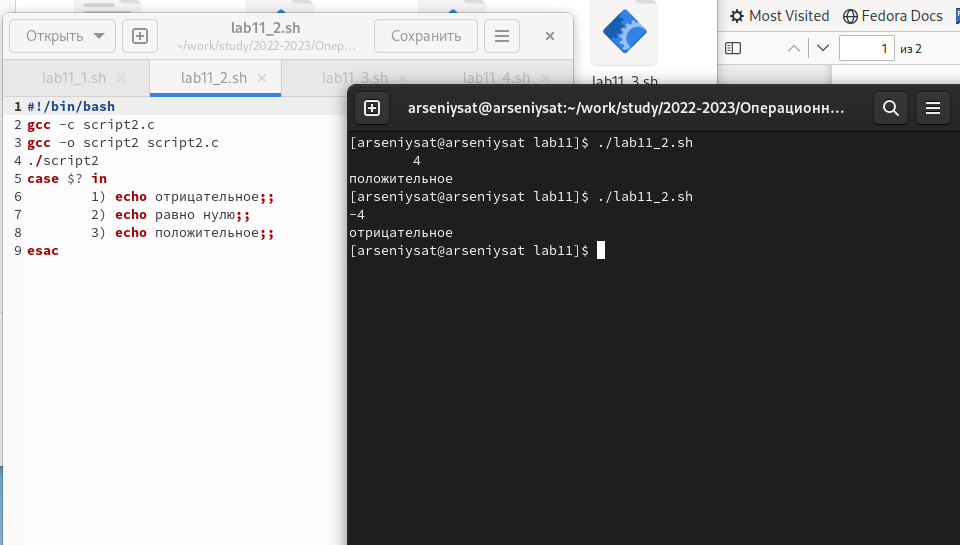 lab11_2.sh
~/work/study/2022-2023/Опер...
Открыть
Сохранить
lab11_1.sh
lab11_2.sh
lab11_3.sh
lab11_4.sh
1 #!/bin/bash
2 gcc -c script2.c
3 gcc -o script2 script2.c
4 ./script2
5 case $? in
6 1) echo отрицательное;;
7 2) echo равно нулю;;
8 3) echo положительное;;
9 esac
lab11_3.sh
Most Visited
Fedora Docs
1 из 2
arseniysat@arseniysat:~/work/study/2022-2023/Операционн...
[arseniysat@arseniysat lab11]$ ./lab11_2.sh
4
положительное
[arseniysat@arseniysat lab11]$ ./lab11_2.sh
-4
отрицательное
[arseniysat@arseniysat lab11]$